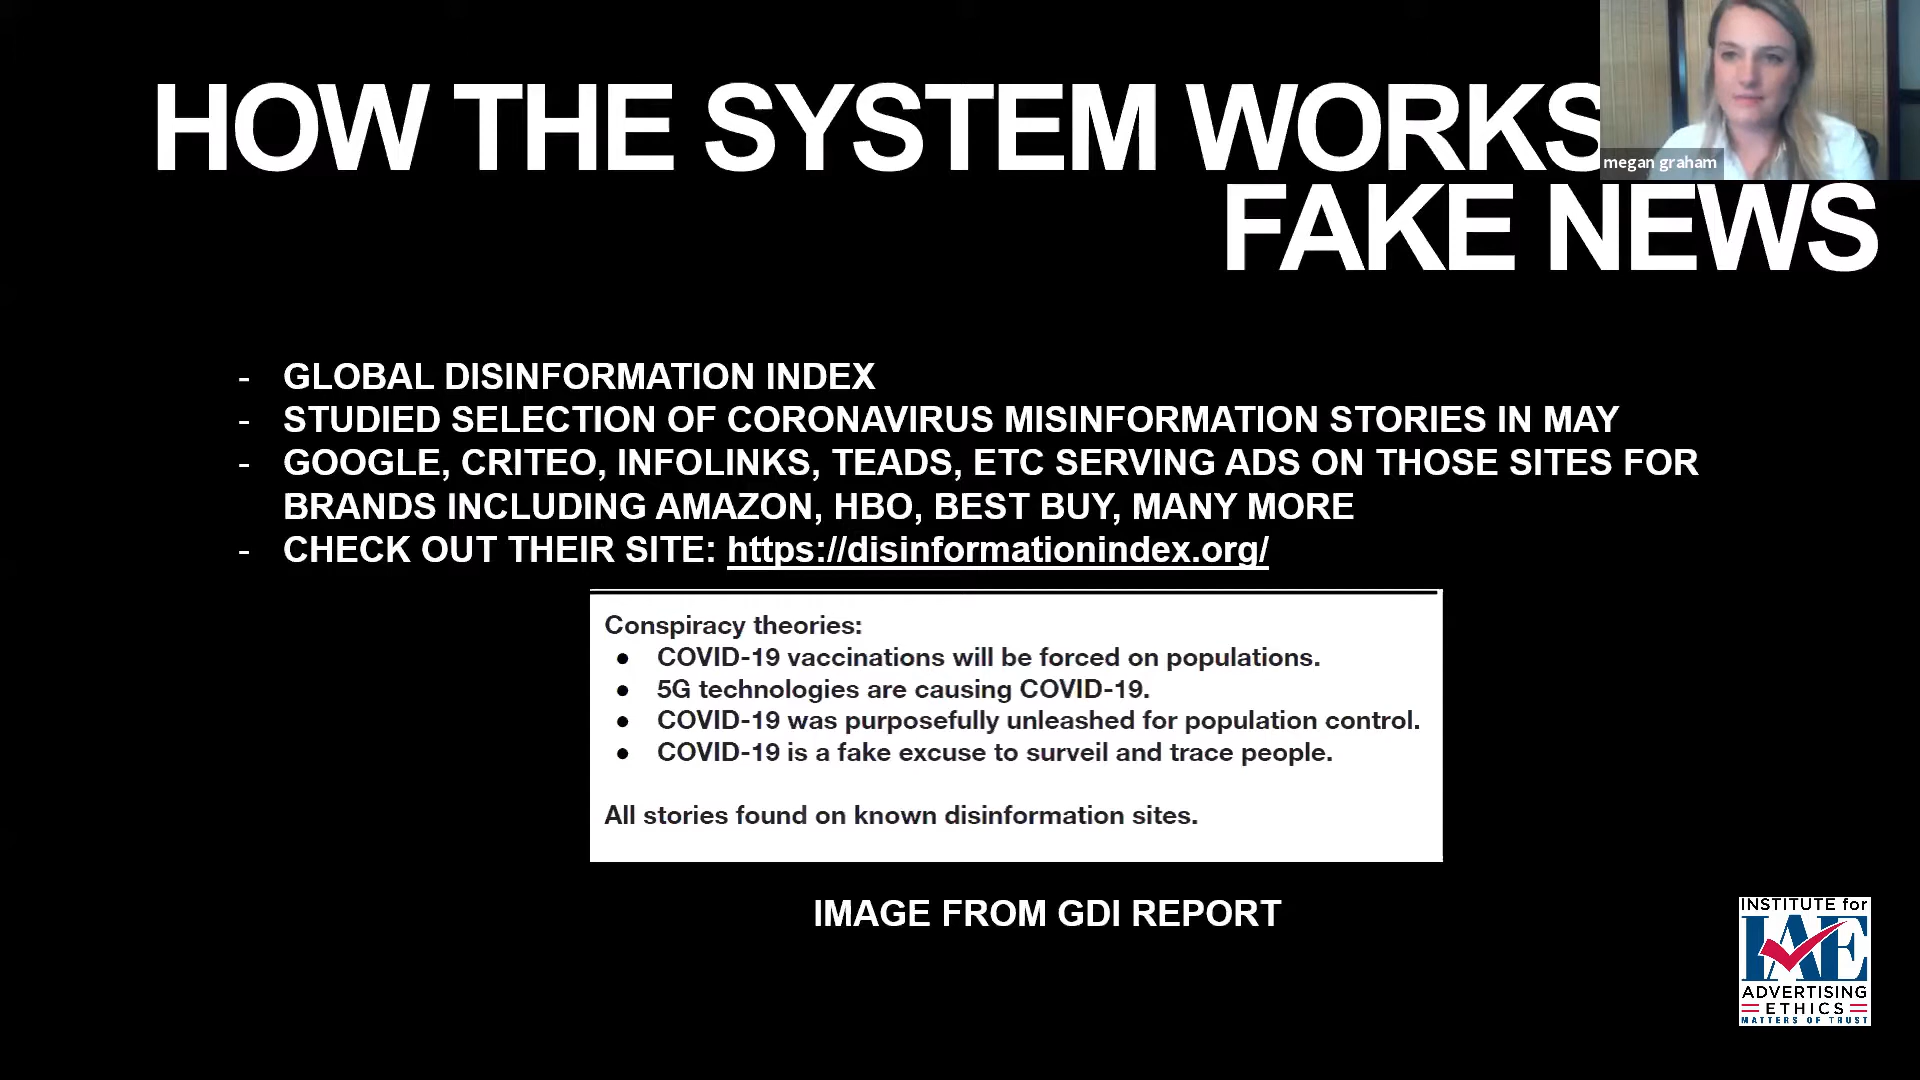 HOW THE SYSTEM WORKS
megan graham
FAKE NEWS
- GLOBAL DISINFORMATION INDEX
- STUDIED SELECTION OF CORONAVIRUS MISINFORMATION STORIES IN MAY
- GOOGLE, CRITEO, INFOLINKS, TEADS, ETC SERVING ADS ON THOSE SITES FOR
BRANDS INCLUDING AMAZON, HBO, BEST BUY, MANY MORE
- CHECK OUT THEIR SITE: https://disinformationindex.org/
Conspiracy theories:
● COVID-19 vaccinations will be forced on populations.
● 5G technologies are causing COVID-19.
● COVID-19 was purposefully unleashed for population control.
● COVID-19 is a fake excuse to surveil and trace people.
All stories found on known disinformation sites.
IMAGE FROM GDI REPORT
INSTITUTE for
IAE
ADVERTISING
ETHICS
MATTERS OF TRUST